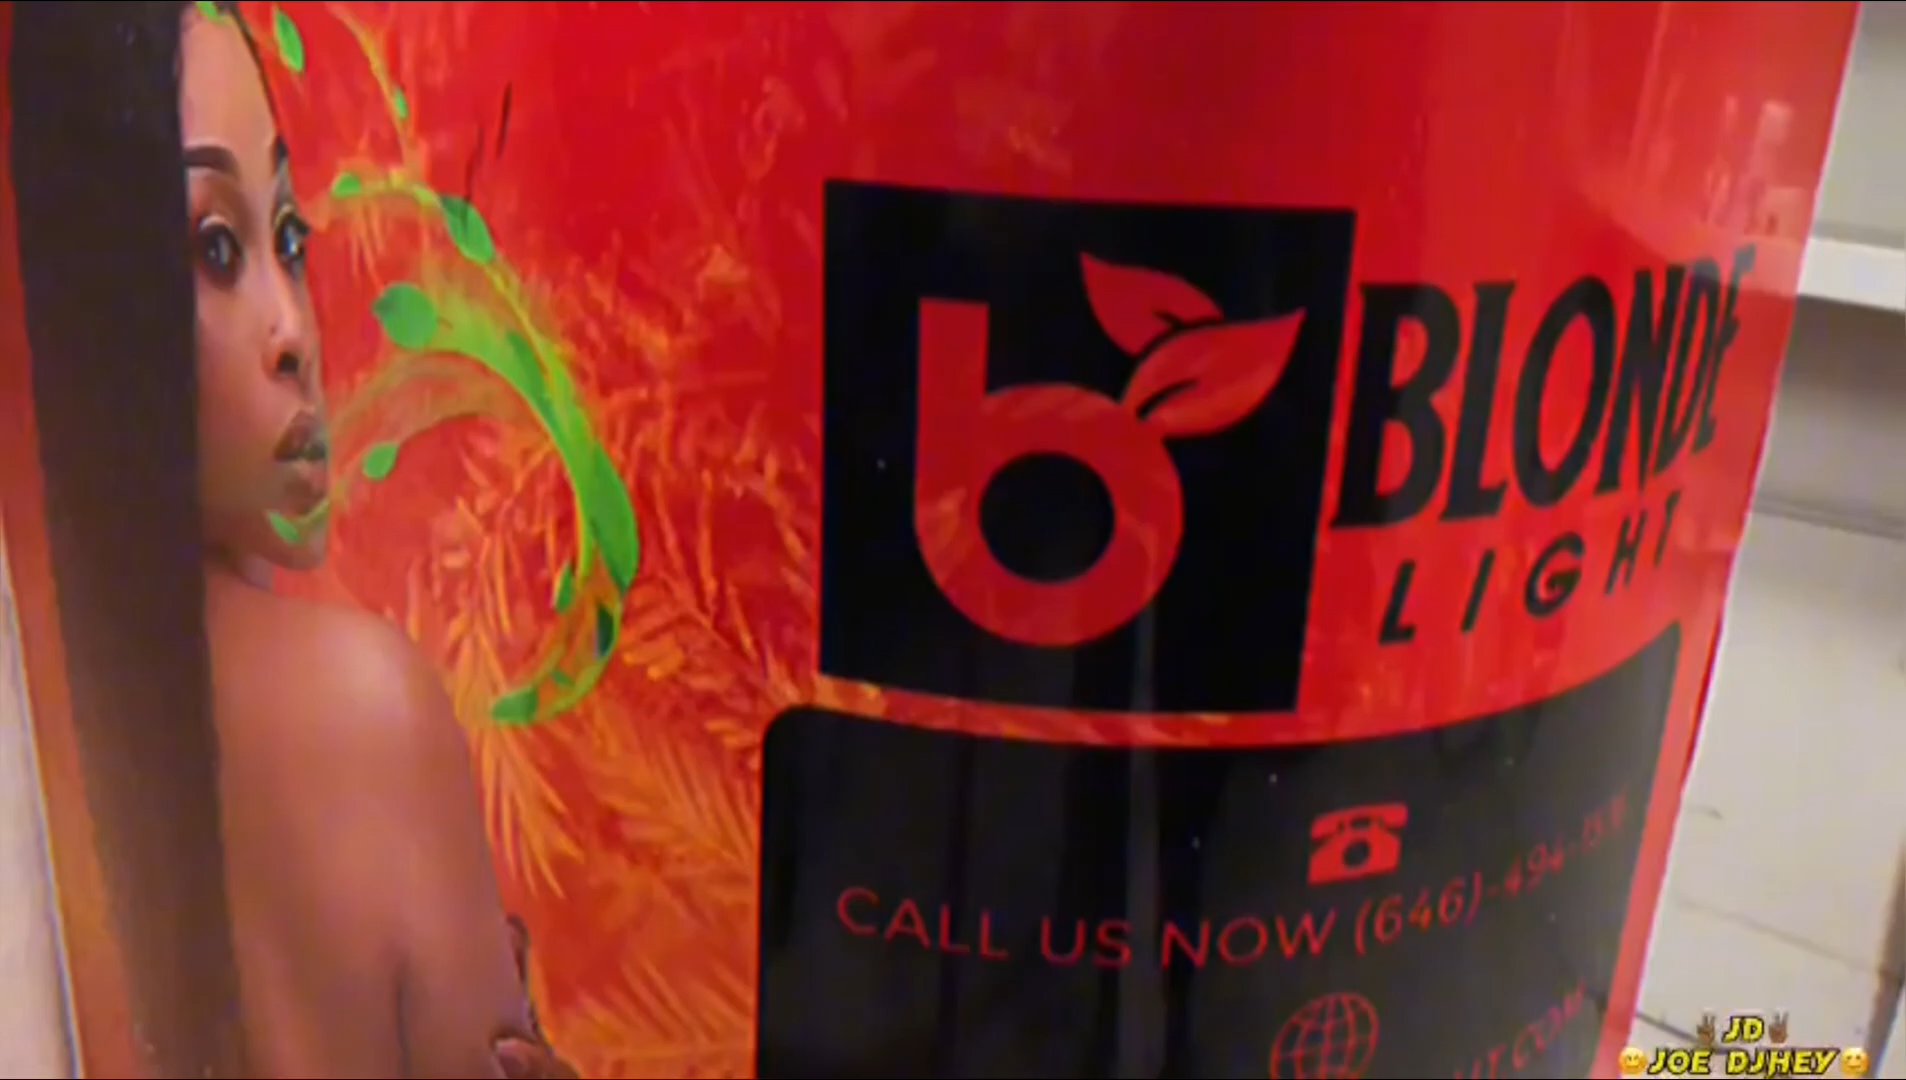 b
BLONDE
LIGHT
CALL US NOW (646)-494-
JD
JOE DJHEY